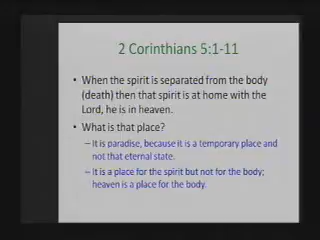 2 Corinthians 5:1-11
• When the spirit is separated from the body
(death) then that spirit is at home with the
Lord, he is in heaven.
• What is that place?
– It is paradise, because it is a temporary place and
not that eternal state.
– It is a place for the spirit but not for the body;
heaven is a place for the body.